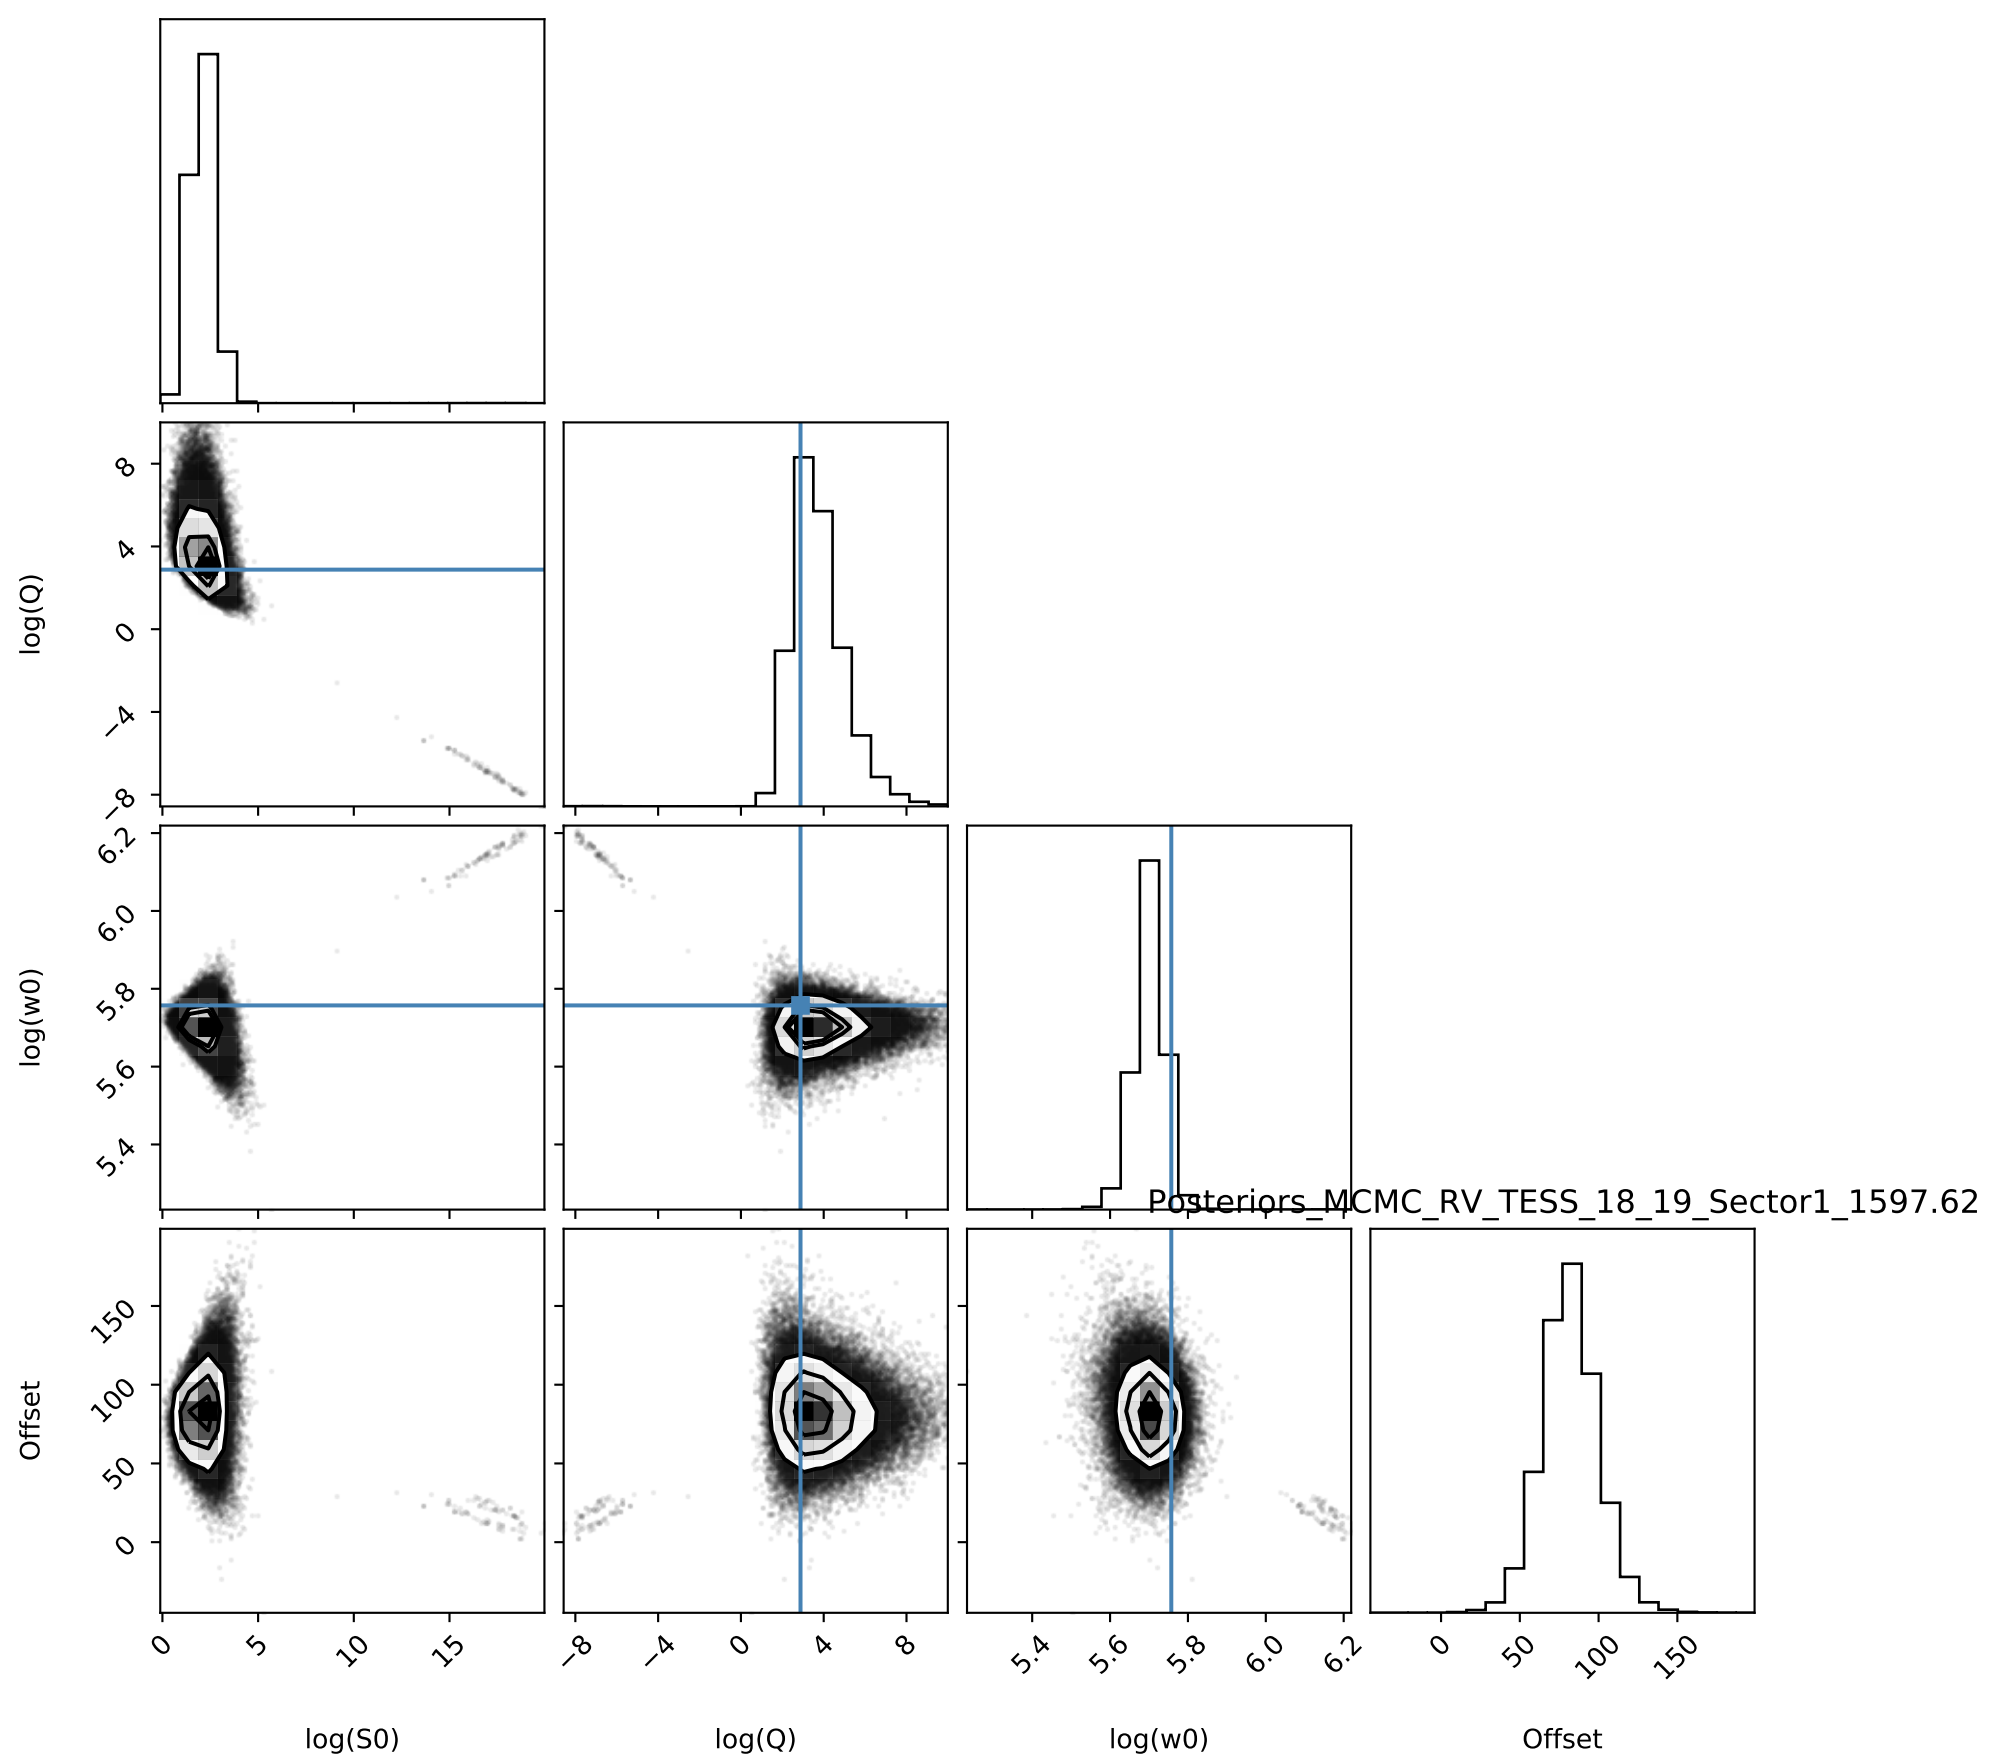 8
4
0
−4
−8
log(Q)
6.2
6.0
5.8
5.6
5.4
log(w0)
Posteriors_MCMC_RV_TESS_18_19_Sector1_1597.62
150
100
50
0
Offset
0 5 10 15
−8 −4 0 4 8
5.4 5.6 5.8 6.0 6.2
0 50 100 150
log(S0)
log(Q)
log(w0)
Offset